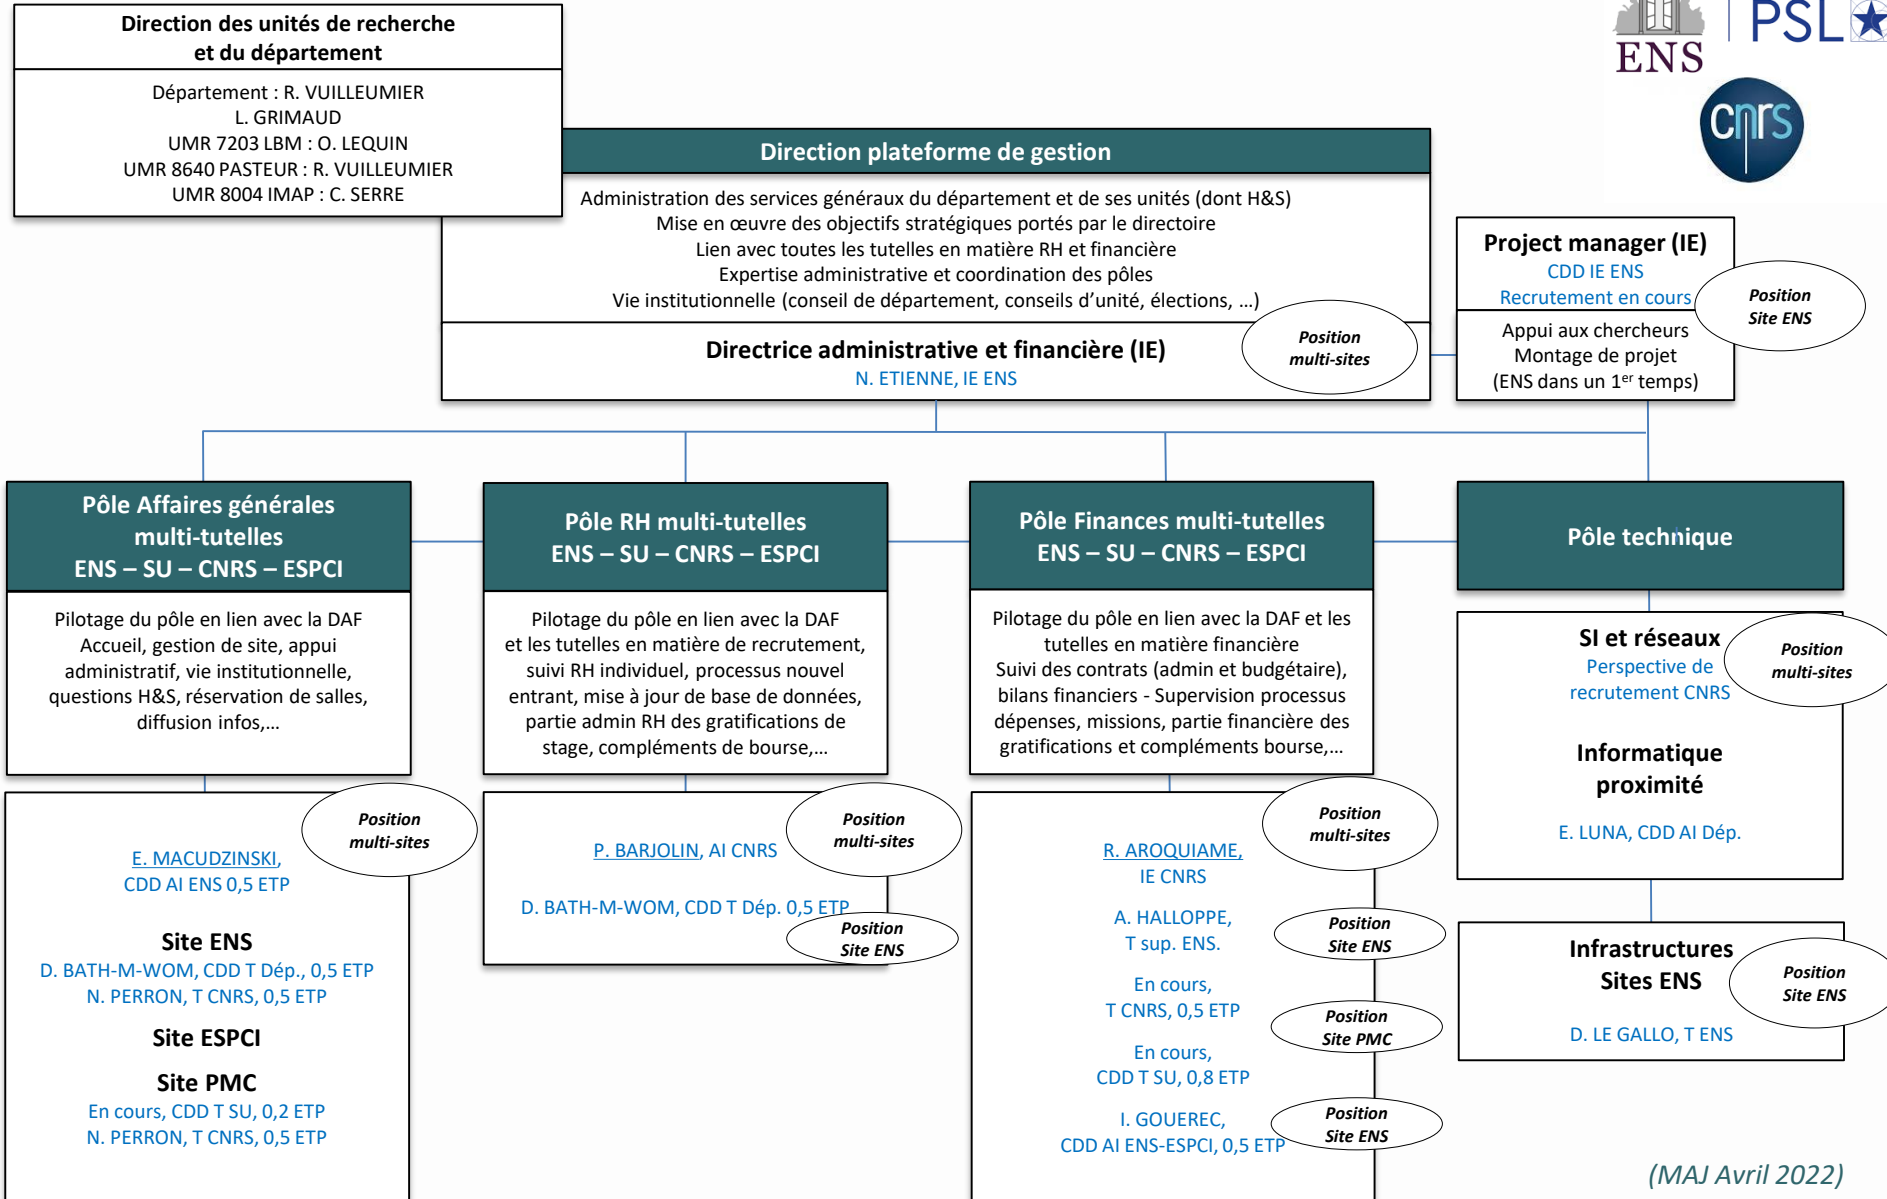 Direction des unités de recherche
et du département
Département : R. VUILLEUMIER
L. GRIMAUD
UMR 7203 LBM : O. LEQUIN
UMR 8640 PASTEUR : R. VUILLEUMIER
UMR 8004 IMAP : C. SERRE
ENS
PSL
cnrs
Direction plateforme de gestion
Administration des services généraux du département et de ses unités (dont H&S)
Mise en œuvre des objectifs stratégiques portés par le directoire
Lien avec toutes les tutelles en matière RH et financière
Expertise administrative et coordination des pôles
Vie institutionnelle (conseil de département, conseils d’unité, élections, …)
Directrice administrative et financière (IE)
N. ETIENNE, IE ENS
Position
multi-sites
Project manager (IE)
CDD IE ENS
Recrutement en cours
Position
Site ENS
Appui aux chercheurs
Montage de projet
(ENS dans un 1er temps)
Pôle Affaires générales
multi-tutelles
ENS – SU – CNRS – ESPCI
Pilotage du pôle en lien avec la DAF
Accueil, gestion de site, appui
administratif, vie institutionnelle,
questions H&S, réservation de salles,
diffusion infos,…
Position
multi-sites
E. MACUDZINSKI,
CDD AI ENS 0,5 ETP
Site ENS
D. BATH-M-WOM, CDD T Dép., 0,5 ETP
N. PERRON, T CNRS, 0,5 ETP
Site ESPCI
Site PMC
En cours, CDD T SU, 0,2 ETP
N. PERRON, T CNRS, 0,5 ETP
Pôle RH multi-tutelles
ENS – SU – CNRS – ESPCI
Pilotage du pôle en lien avec la DAF
et les tutelles en matière de recrutement,
suivi RH individuel, processus nouvel
entrant, mise à jour de base de données,
partie admin RH des gratifications de
stage, compléments de bourse,…
Position
multi-sites
P. BARJOLIN, AI CNRS
D. BATH-M-WOM, CDD T Dép. 0,5 ETP
Position
Site ENS
Pôle Finances multi-tutelles
ENS – SU – CNRS – ESPCI
Pilotage du pôle en lien avec la DAF et les
tutelles en matière financière
Suivi des contrats (admin et budgétaire),
bilans financiers - Supervision processus
dépenses, missions, partie financière des
gratifications et compléments bourse,…
Position
multi-sites
R. AROQUIAME,
IE CNRS
A. HALLOPPE,
T sup. ENS.
Position
Site ENS
En cours,
T CNRS, 0,5 ETP
Position
Site PMC
En cours,
CDD T SU, 0,8 ETP
I. GOUEREC,
CDD AI ENS-ESPCI, 0,5 ETP
Position
Site ENS
Pôle technique
SI et réseaux
Perspective de
recrutement CNRS
Position
multi-sites
Informatique
proximité
E. LUNA, CDD AI Dép.
Infrastructures
Sites ENS
Position
Site ENS
D. LE GALLO, T ENS
(MAJ Avril 2022)